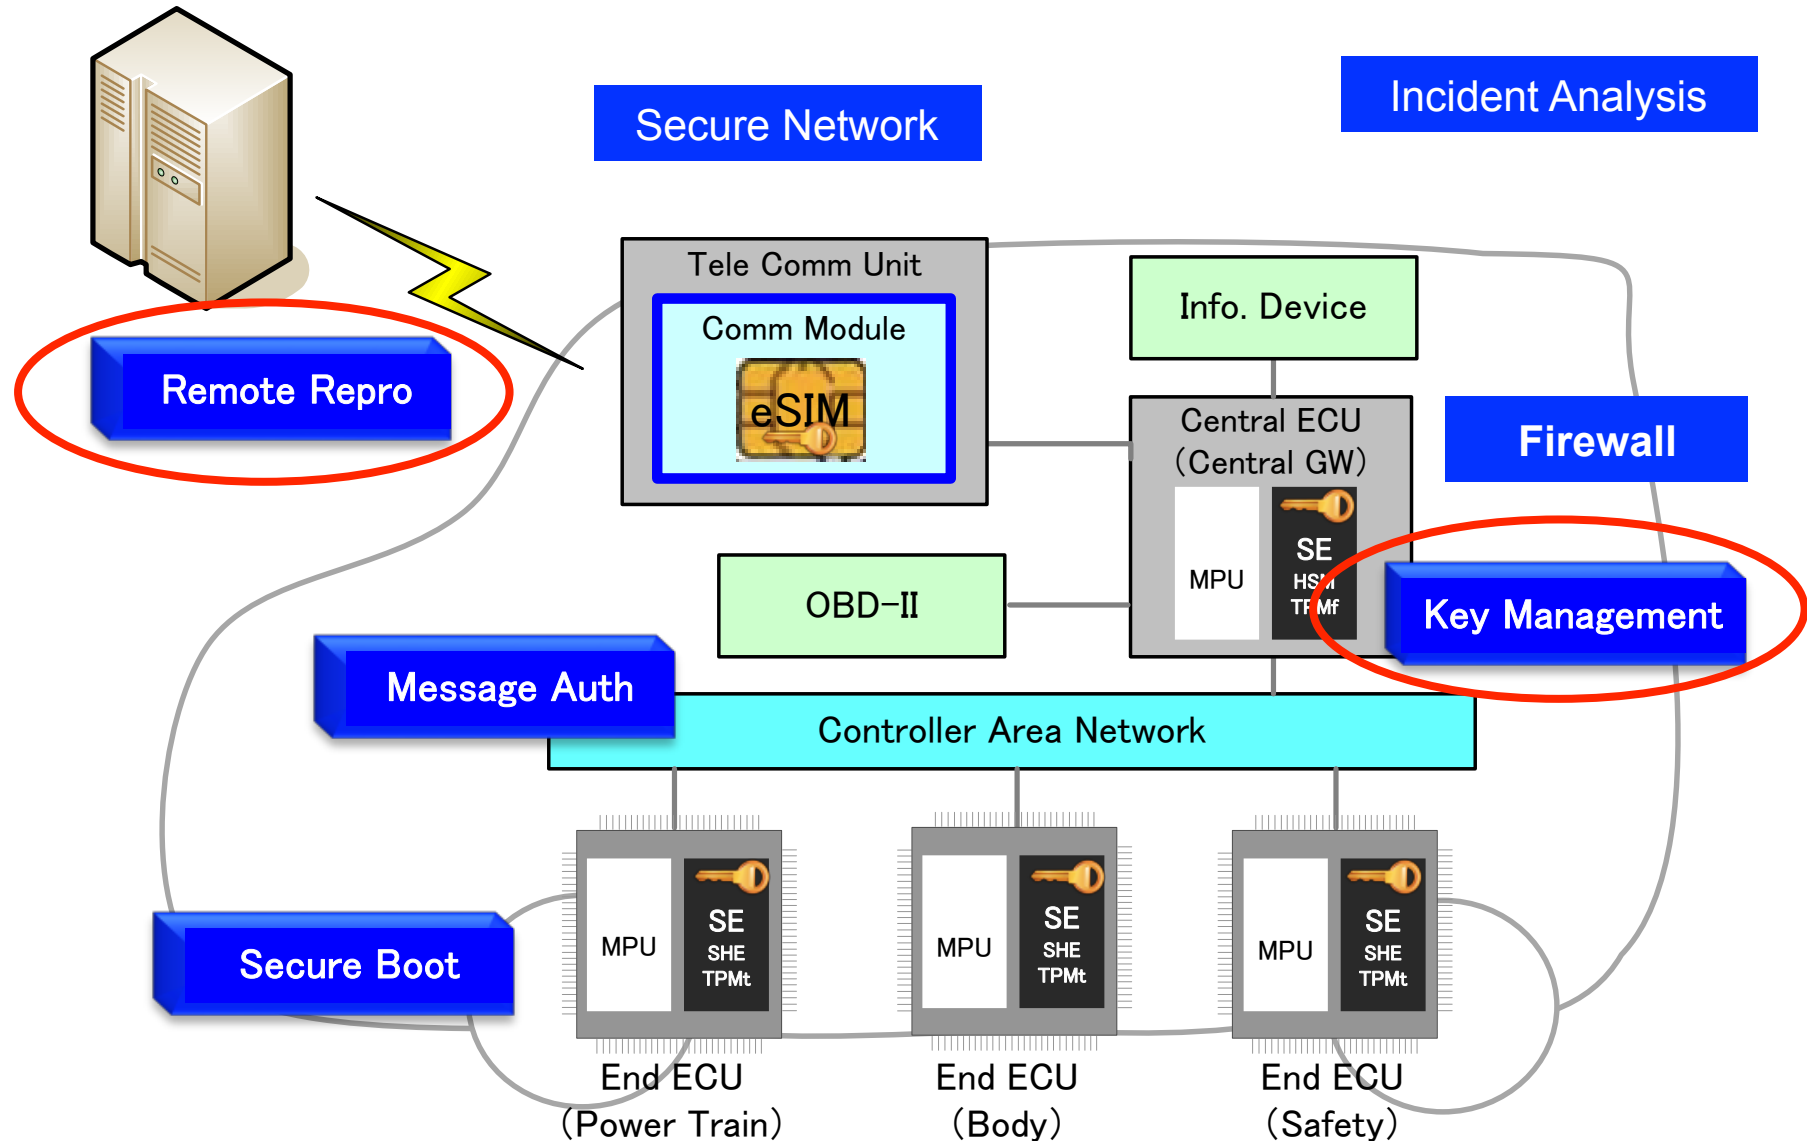 Secure Network
Incident Analysis
Tele Comm Unit
Comm Module
eSIM
Info. Device
Remote Repro
Central ECU
(Central GW)
Firewall
MPU
SE
HSM
TPMf
OBD-II
Key Management
Message Auth
Controller Area Network
MPU
SE
SHE
TPMt
MPU
SE
SHE
TPMt
MPU
SE
SHE
TPMt
Secure Boot
End ECU
(Power Train)
End ECU
(Body)
End ECU
(Safety)